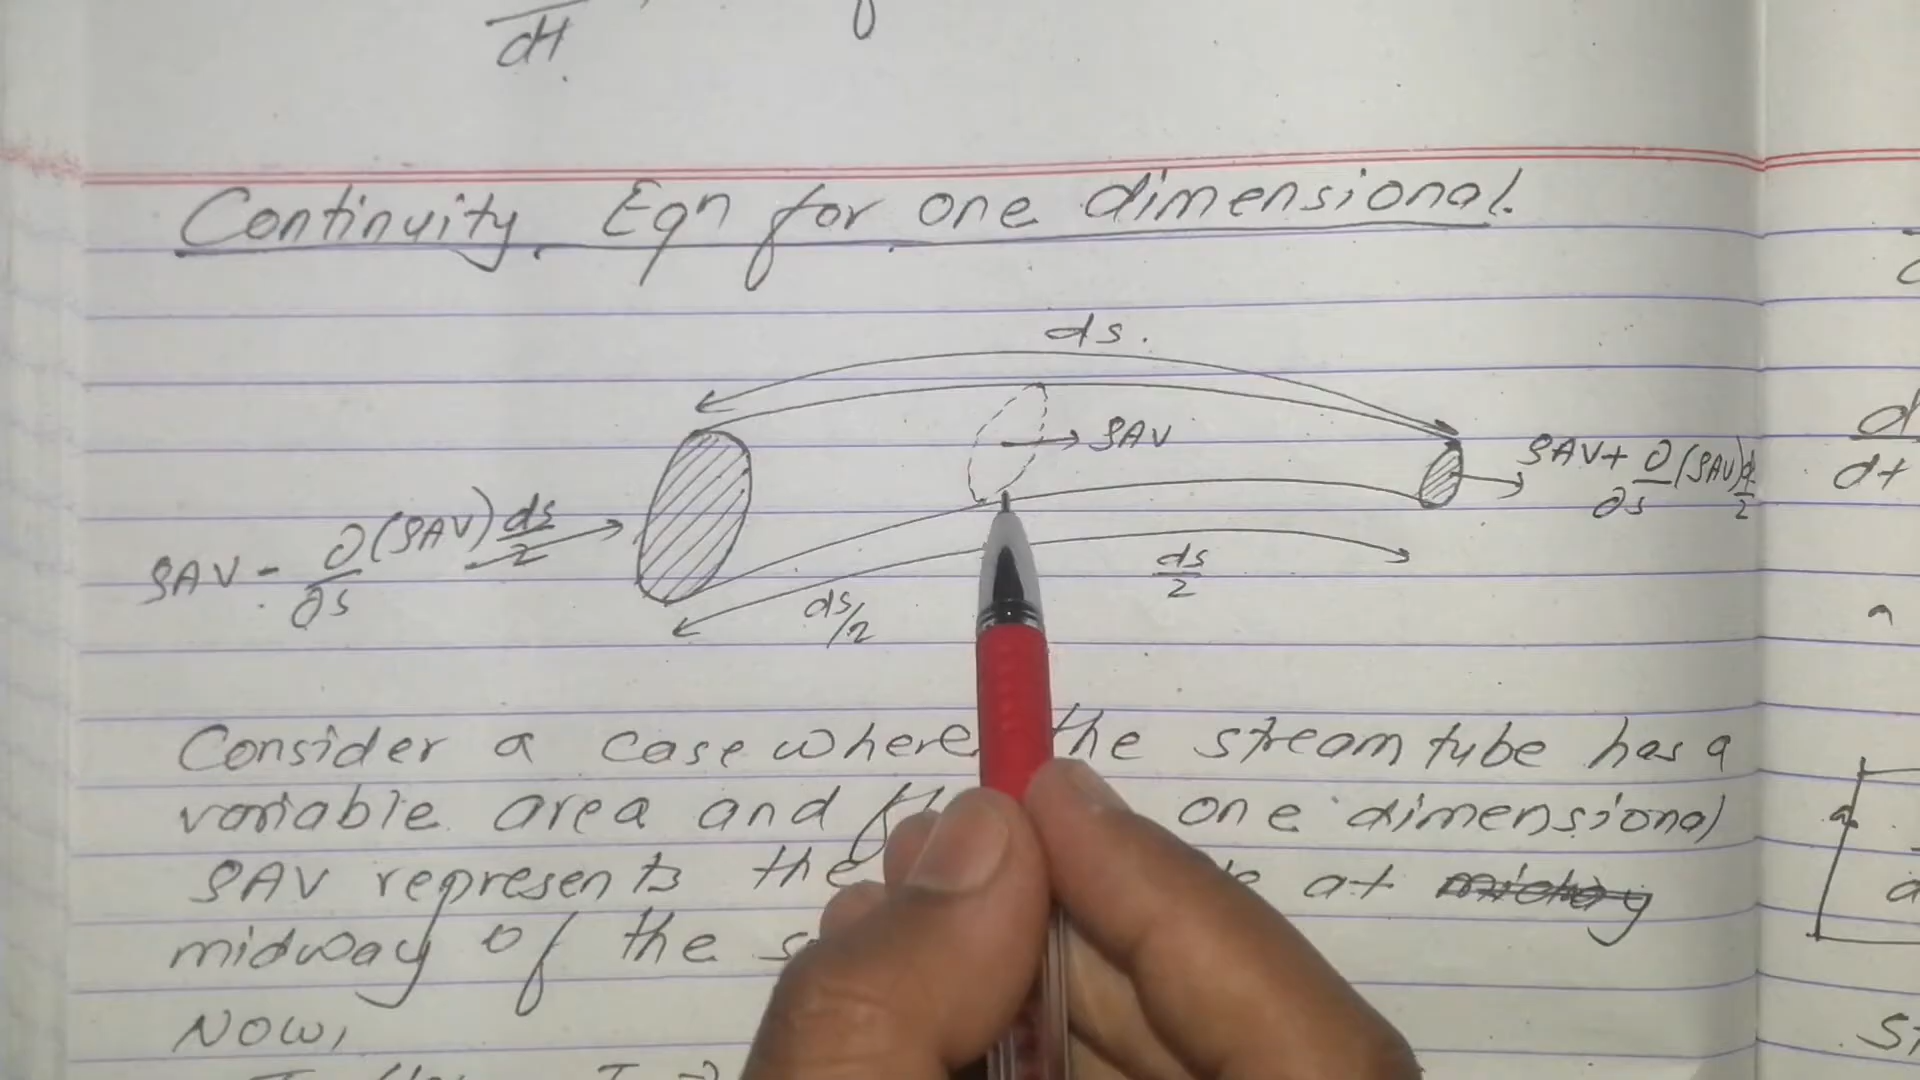 dt
Continuity Eqn for one dimensional.
ds.
ρAV
ρAV + ∂/∂s (ρAV) ds/2
ρAV - ∂/∂s (ρAV) ds/2
ds/2
ds/2
Consider a case where the stream tube has a
variable area and one dimensional
ρAV represents the at
midway of the
Now,
d
dt